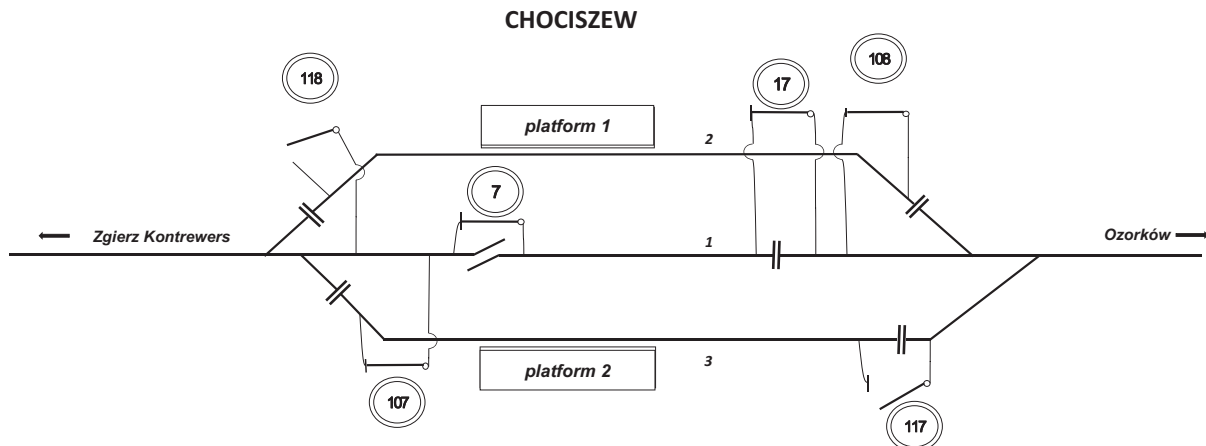 CHOCISZEW
118
17
108
platform 1
2
7
Zgierz Kontrewers
1
Ozorków
platform 2
3
107
117